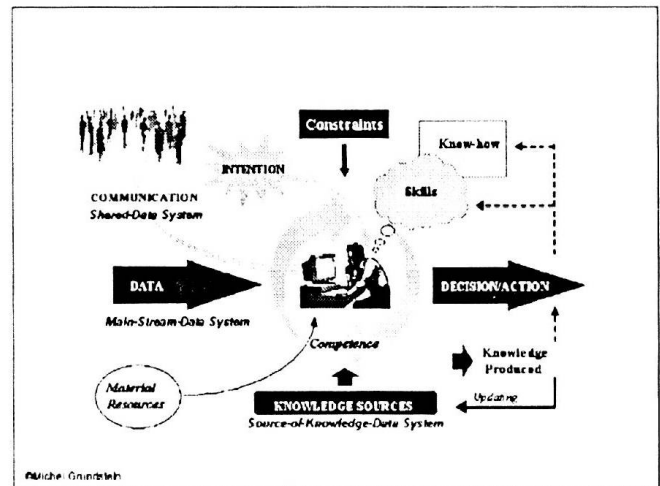 Constraints
Know-how
INTENTION
Skills
COMMUNICATION
Shared-Data System
DATA
DECISION/ACTION
Main-Stream-Data System
Competence
Knowledge
Produced
Material
Resources
KNOWLEDGE SOURCES
Updating
Source-of-Knowledge-Data System
©Michel Grundstein